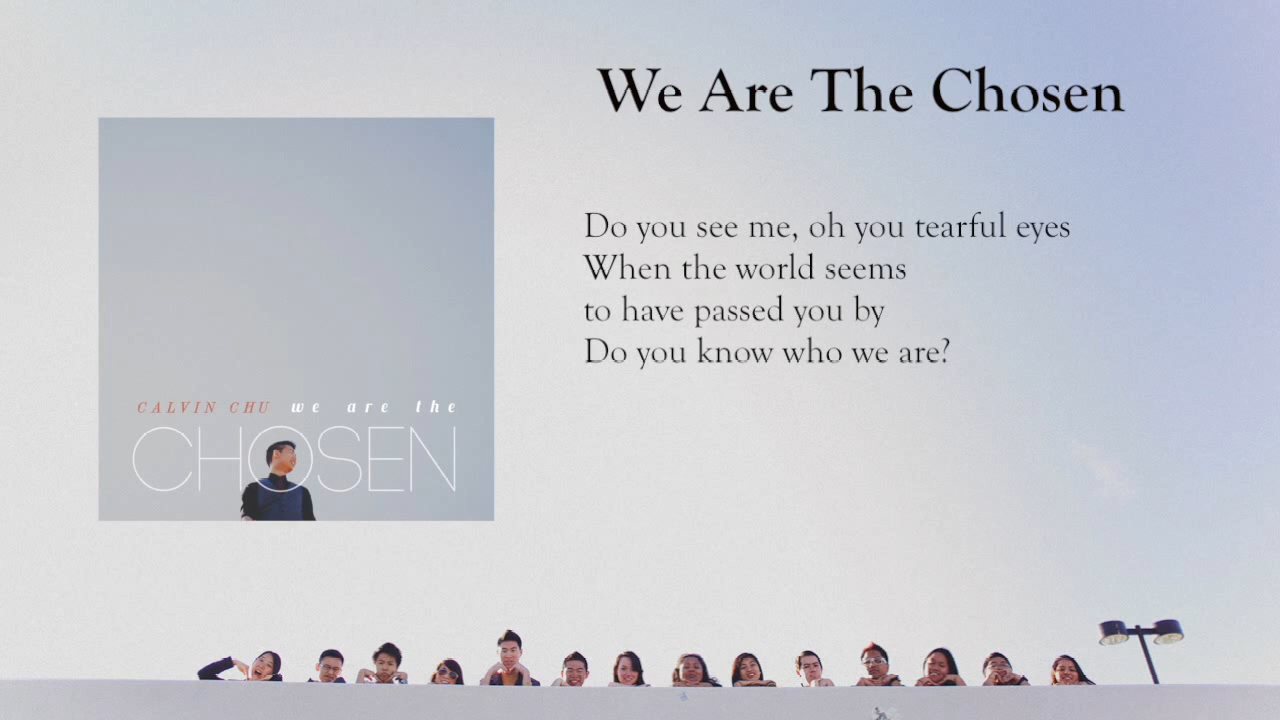 We Are The Chosen
Do you see me, oh you tearful eyes
When the world seems
to have passed you by
Do you know who we are?
CALVIN CHU we are the
CHOSEN